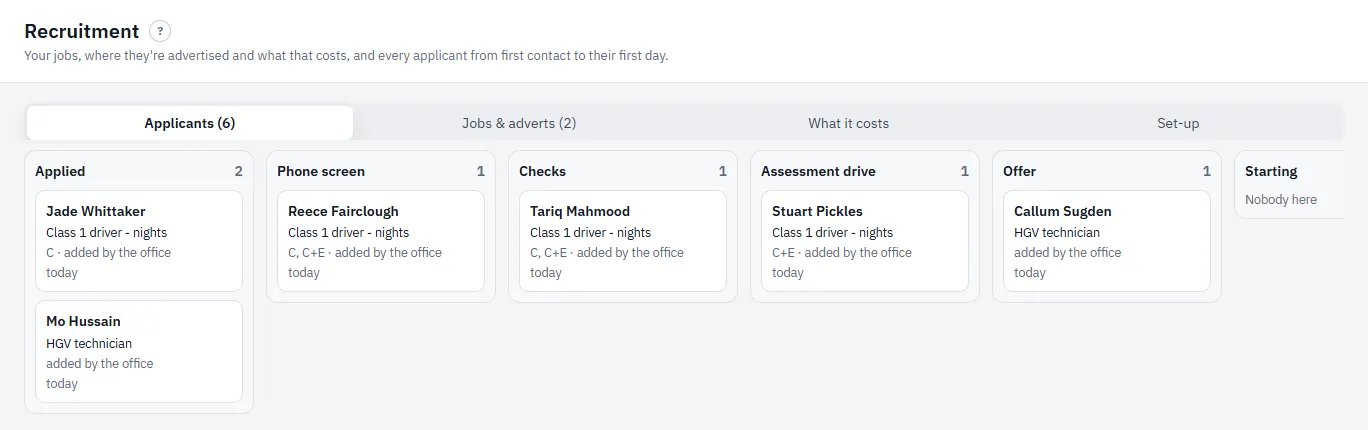 Recruitment ?
Your jobs, where they're advertised and what that costs, and every applicant from first contact to their first day.
Applicants (6)
Jobs & adverts (2)
What it costs
Set-up
Applied 2
Jade Whittaker
Class 1 driver - nights
C · added by the office
today
Mo Hussain
HGV technician
added by the office
today
Phone screen 1
Reece Fairclough
Class 1 driver - nights
C, C+E · added by the office
today
Checks 1
Tariq Mahmood
Class 1 driver - nights
C, C+E · added by the office
today
Assessment drive 1
Stuart Pickles
Class 1 driver - nights
C+E · added by the office
today
Offer 1
Callum Sugden
HGV technician
added by the office
today
Starting
Nobody here